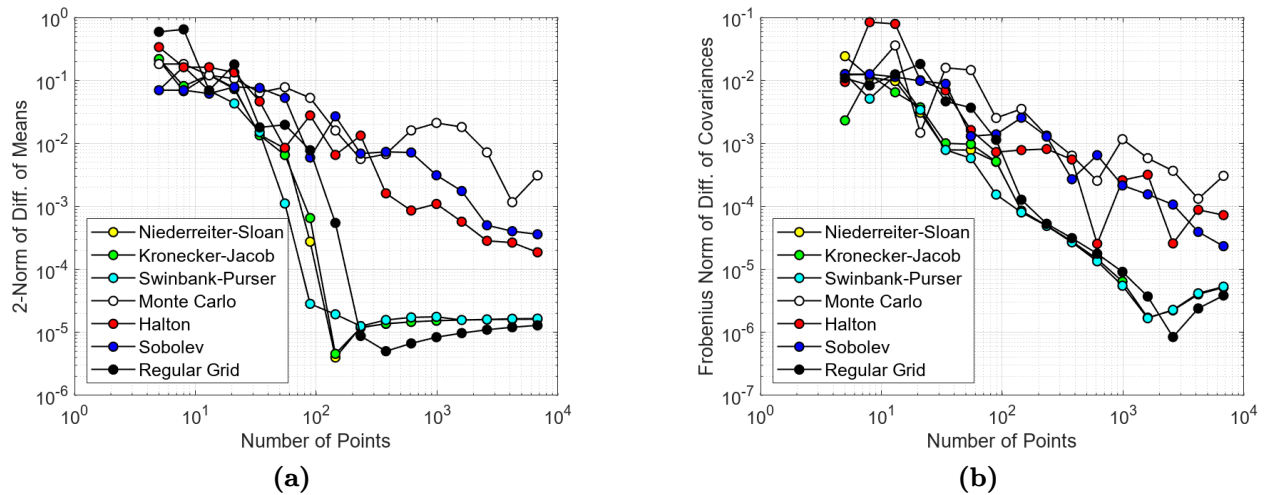 10^0
10^-1
10^-2
10^-3
10^-4
10^-5
10^-6
2-Norm of Diff. of Means
Niederreiter-Sloan
Kronecker-Jacob
Swinbank-Purser
Monte Carlo
Halton
Sobolev
Regular Grid
10^0 10^1 10^2 10^3 10^4
Number of Points
(a)
10^-1
10^-2
10^-3
10^-4
10^-5
10^-6
10^-7
Frobenius Norm of Diff. of Covariances
Niederreiter-Sloan
Kronecker-Jacob
Swinbank-Purser
Monte Carlo
Halton
Sobolev
Regular Grid
10^0 10^1 10^2 10^3 10^4
Number of Points
(b)